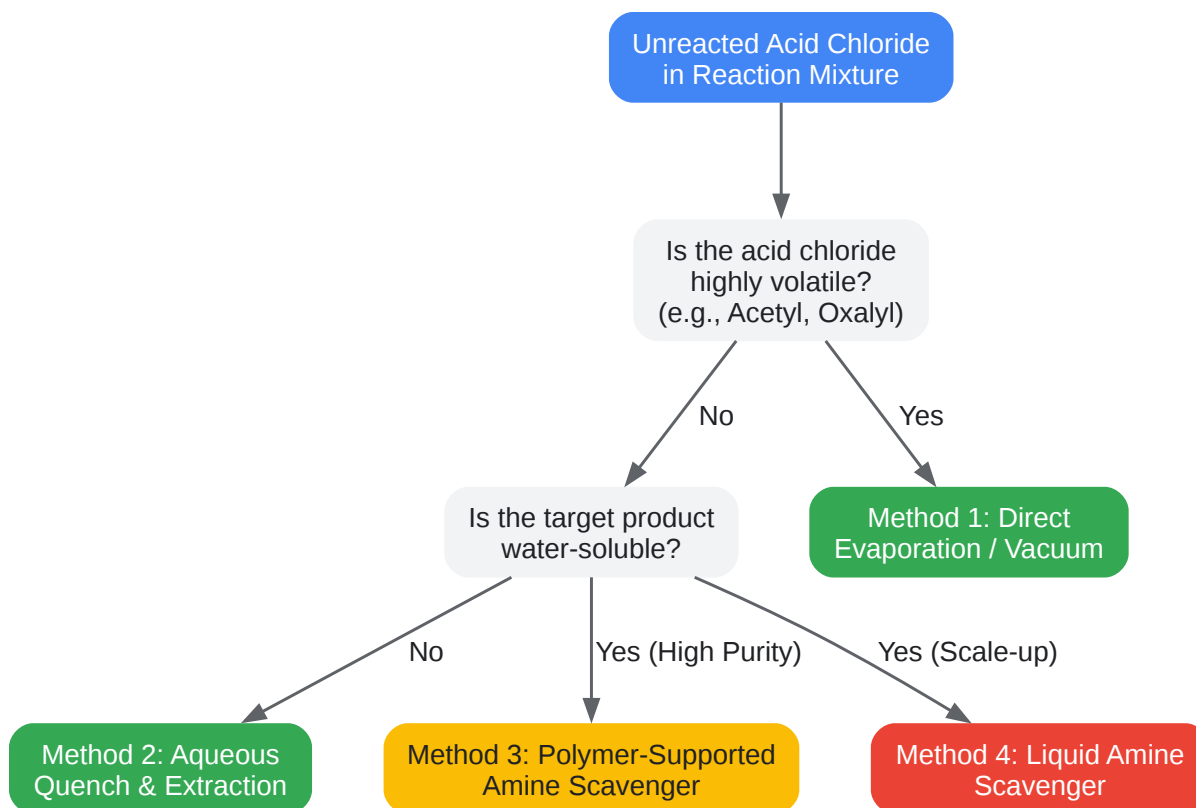 Unreacted Acid Chloride
in Reaction Mixture
Is the acid chloride
highly volatile?
(e.g., Acetyl, Oxalyl)
No
Yes
Is the target product
water-soluble?
Method 1: Direct
Evaporation / Vacuum
No
Yes (High Purity)
Yes (Scale-up)
Method 2: Aqueous
Quench & Extraction
Method 3: Polymer-Supported
Amine Scavenger
Method 4: Liquid Amine
Scavenger